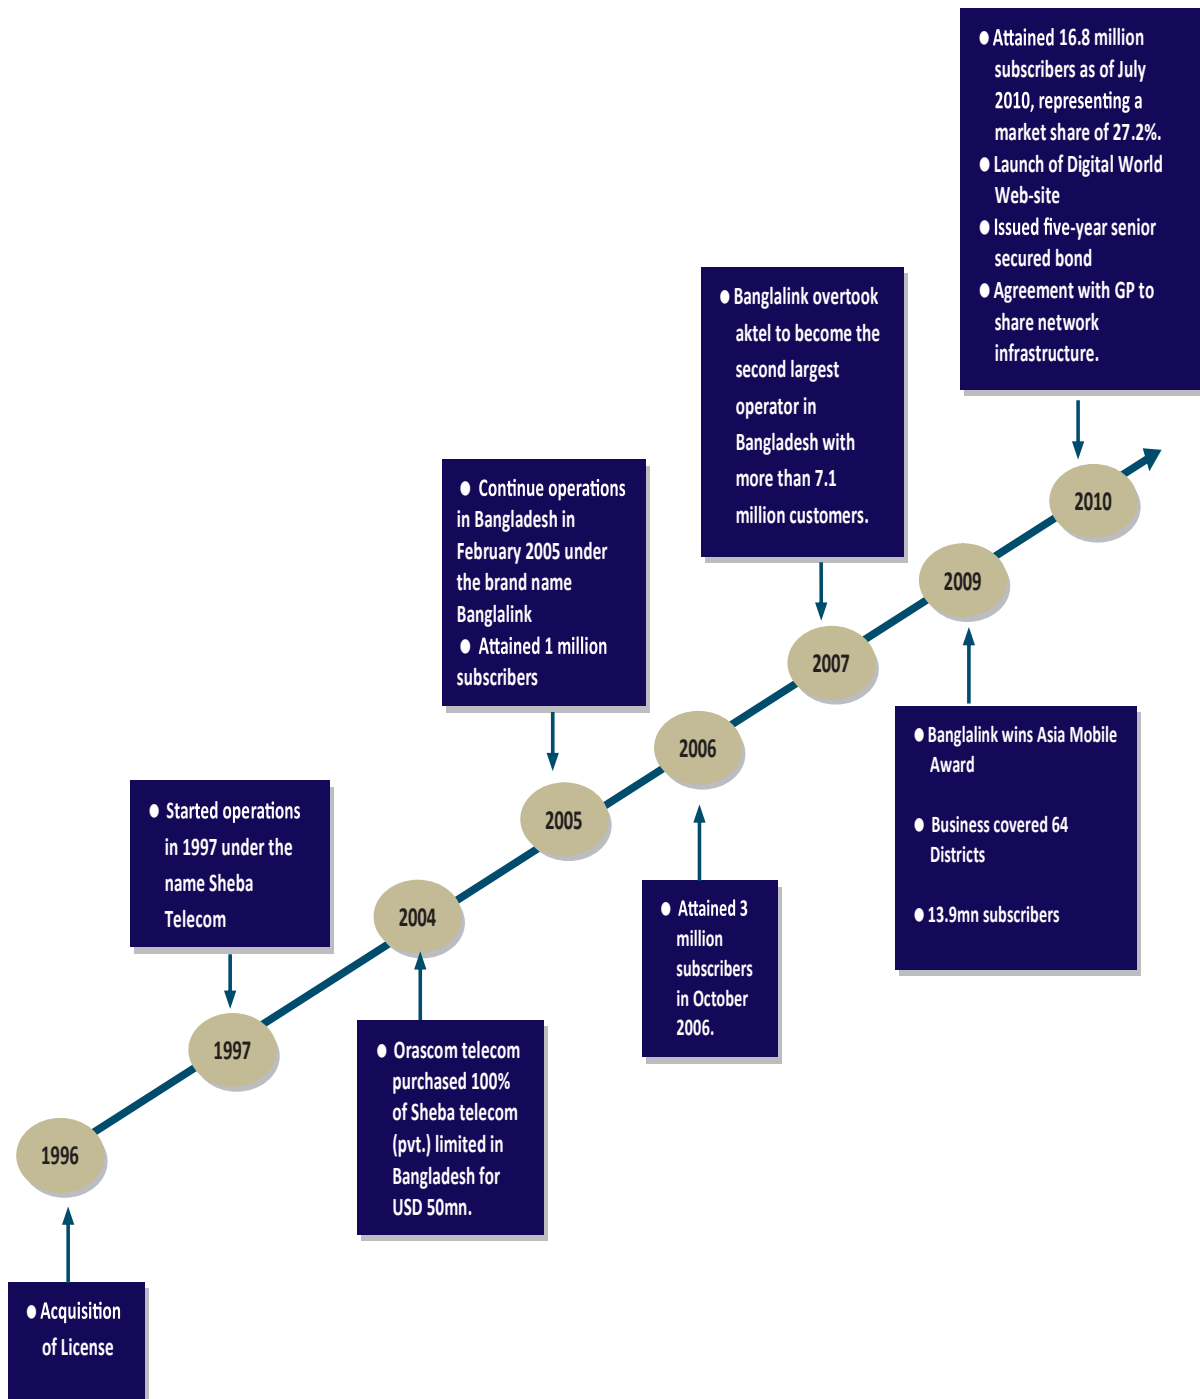 ● Attained 16.8 million
subscribers as of July
2010, representing a
market share of 27.2%.
● Launch of Digital World
Web-site
● Issued five-year senior
secured bond
● Agreement with GP to
share network
infrastructure.
● Banglalink overtook
aktel to become the
second largest
operator in
Bangladesh with
more than 7.1
million customers.
● Continue operations
in Bangladesh in
February 2005 under
the brand name
Banglalink
● Attained 1 million
subscribers
2010
2009
2007
2006
● Banglalink wins Asia Mobile
Award
● Business covered 64
Districts
● 13.9mn subscribers
● Started operations
in 1997 under the
name Sheba
Telecom
2005
2004
● Attained 3
million
subscribers
in October
2006.
1997
● Orascom telecom
purchased 100%
of Sheba telecom
(pvt.) limited in
Bangladesh for
USD 50mn.
1996
● Acquisition
of License